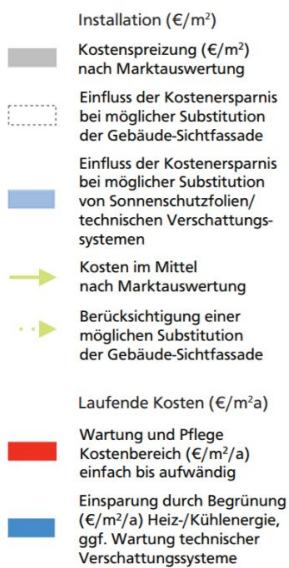 Installation (€/m²)
Kostenspreizung (€/m²)
nach Marktauswertung
Einfluss der Kostenersparnis
bei möglicher Substitution
der Gebäude-Sichtfassade
Einfluss der Kostenersparnis
bei möglicher Substitution
von Sonnenschutzfolien/
technischen Verschattungs-
systemen
Kosten im Mittel
nach Marktauswertung
Berücksichtigung einer
möglichen Substitution
der Gebäude-Sichtfassade
Laufende Kosten (€/m²a)
Wartung und Pflege
Kostenbereich (€/m²/a)
einfach bis aufwändig
Einsparung durch Begrünung
(€/m²/a) Heiz-/Kühlenergie,
ggf. Wartung technischer
Verschattungssysteme